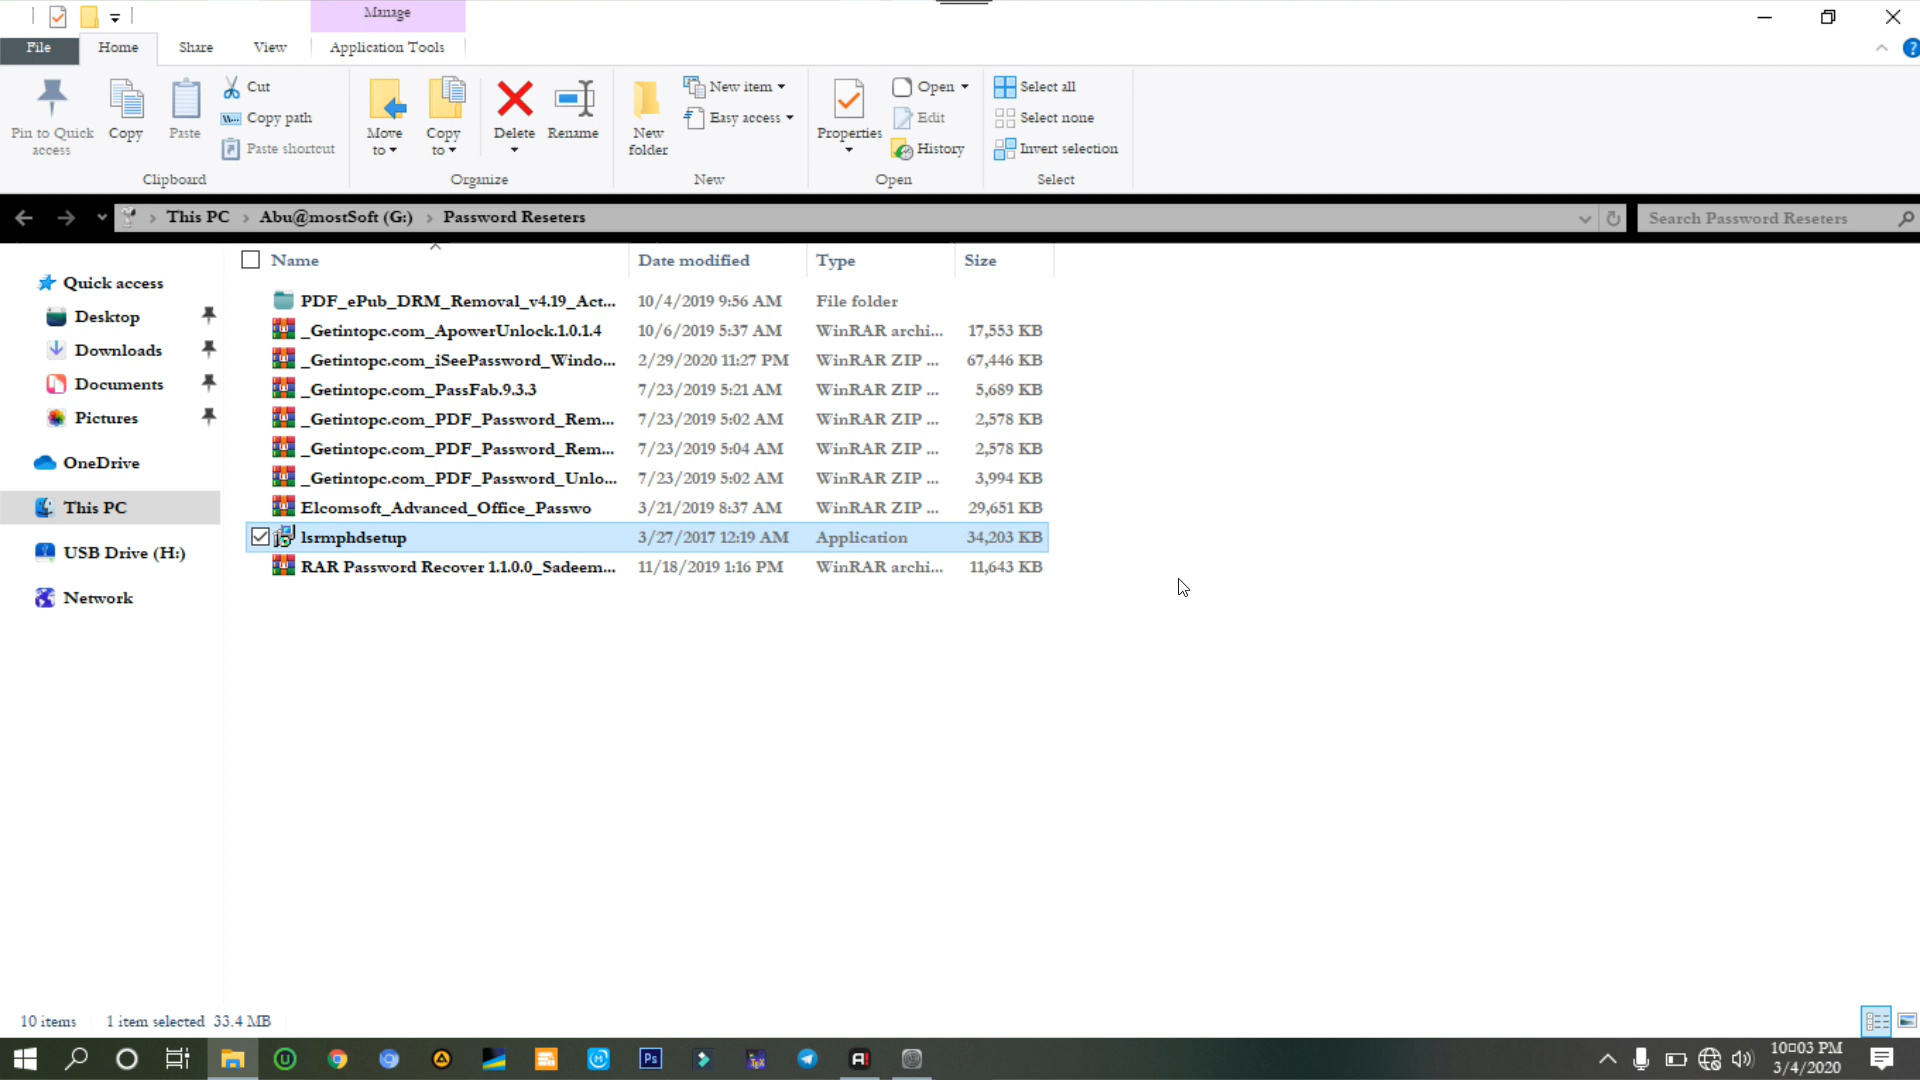 Manage
File
Home
Share
View
Application Tools
Pin to Quick access
Copy
Paste
Cut
Copy path
Paste shortcut
Clipboard
Move to
Copy to
Delete
Rename
Organize
New folder
New item
Easy access
New
Properties
Open
Edit
History
Open
Select all
Select none
Invert selection
Select
This PC > Abu@mostSoft (G:) > Password Reseters
Search Password Reseters
Name Date modified Type Size
Quick access
Desktop
Downloads
Documents
Pictures
OneDrive
This PC
USB Drive (H:)
Network
PDF_ePub_DRM_Removal_v4.19_Act... 10/4/2019 9:56 AM File folder
_Getintopc.com_ApowerUnlock.1.0.1.4 10/6/2019 5:37 AM WinRAR archi... 17,553 KB
_Getintopc.com_iSeePassword_Windo... 2/29/2020 11:27 PM WinRAR ZIP ... 67,446 KB
_Getintopc.com_PassFab.9.3.3 7/23/2019 5:21 AM WinRAR ZIP ... 5,689 KB
_Getintopc.com_PDF_Password_Rem... 7/23/2019 5:02 AM WinRAR ZIP ... 2,578 KB
_Getintopc.com_PDF_Password_Rem... 7/23/2019 5:04 AM WinRAR ZIP ... 2,578 KB
_Getintopc.com_PDF_Password_Unlo... 7/23/2019 5:02 AM WinRAR ZIP ... 3,994 KB
Elcomsoft_Advanced_Office_Passwo 3/21/2019 8:37 AM WinRAR ZIP ... 29,651 KB
lsrmphdsetup 3/27/2017 12:19 AM Application 34,203 KB
RAR Password Recover 1.1.0.0_Sadeem... 11/18/2019 1:16 PM WinRAR archi... 11,643 KB
10 items 1 item selected 33.4 MB
Ps
10□03 PM
3/4/2020